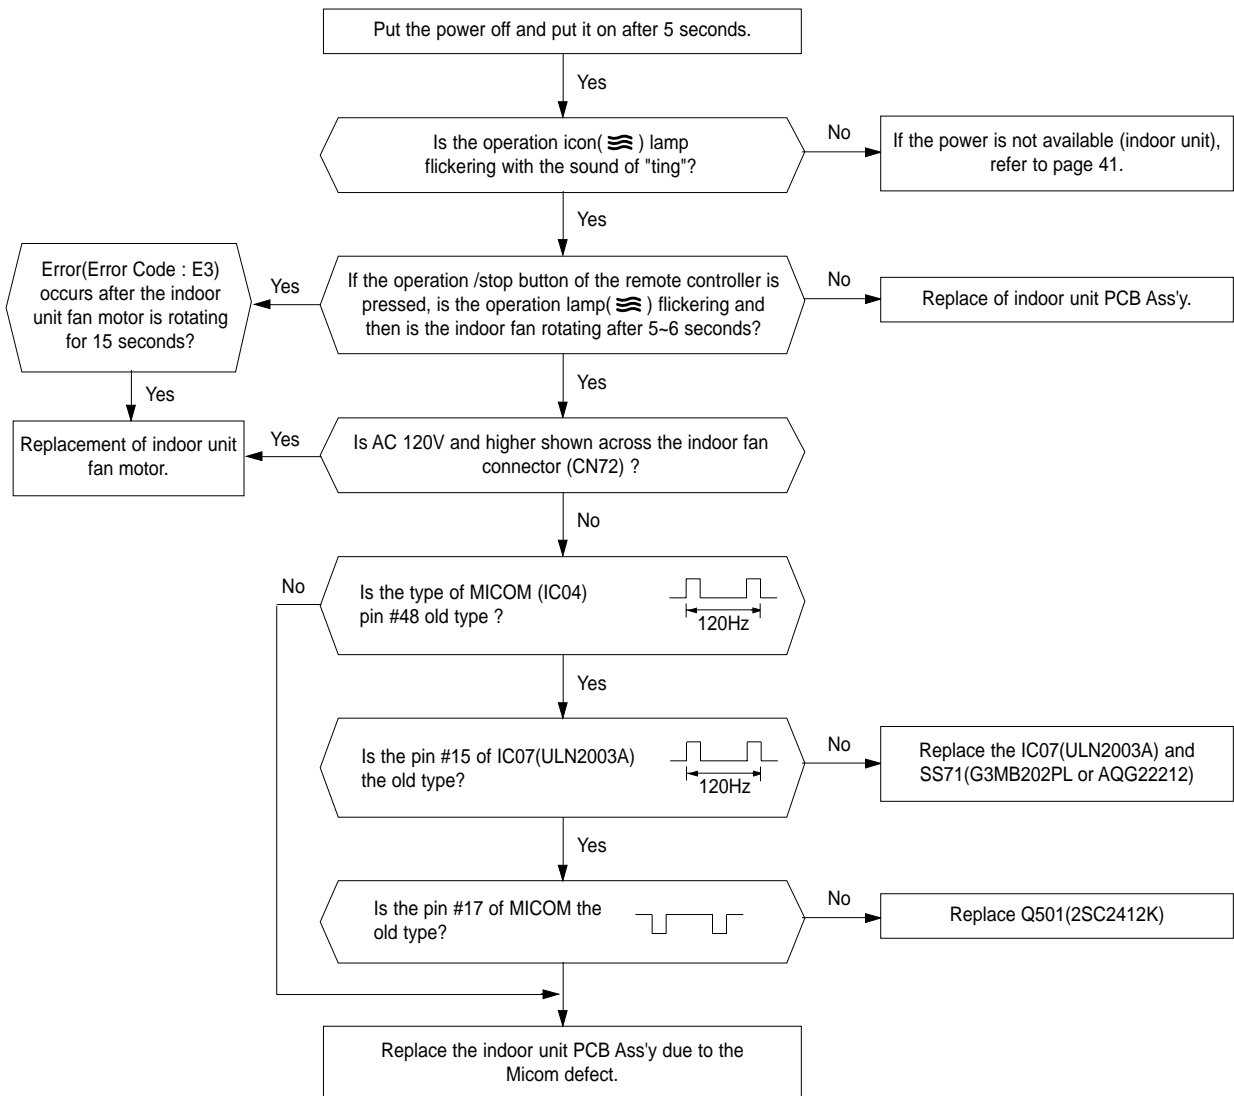 Put the power off and put it on after 5 seconds.
Yes
Is the operation icon( ) lamp
flickering with the sound of "ting"?
No
If the power is not available (indoor unit),
refer to page 41.
Yes
Error(Error Code : E3)
occurs after the indoor
unit fan motor is rotating
for 15 seconds?
Yes
If the operation /stop button of the remote controller is
pressed, is the operation lamp( ) flickering and
then is the indoor fan rotating after 5~6 seconds?
No
Replace of indoor unit PCB Ass'y.
Yes
Yes
Replacement of indoor unit
fan motor.
Yes
Is AC 120V and higher shown across the indoor fan
connector (CN72) ?
No
No
Is the type of MICOM (IC04)
pin #48 old type ?
120Hz
Yes
Is the pin #15 of IC07(ULN2003A)
the old type?
120Hz
No
Replace the IC07(ULN2003A) and
SS71(G3MB202PL or AQG22212)
Yes
Is the pin #17 of MICOM the
old type?
No
Replace Q501(2SC2412K)
Replace the indoor unit PCB Ass'y due to the
Micom defect.